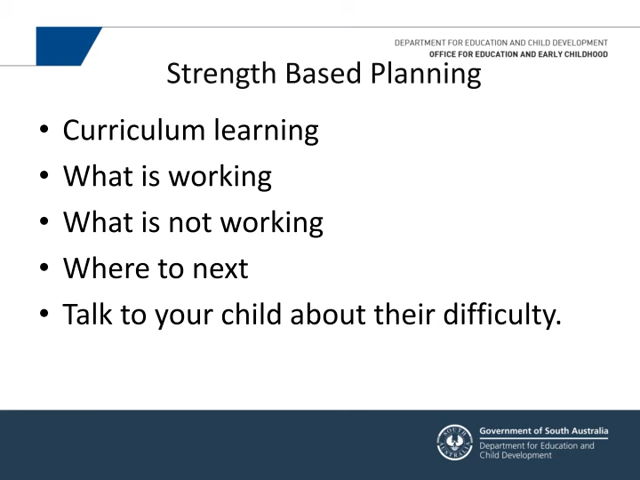 DEPARTMENT FOR EDUCATION AND CHILD DEVELOPMENT
OFFICE FOR EDUCATION AND EARLY CHILDHOOD
Strength Based Planning
• Curriculum learning
• What is working
• What is not working
• Where to next
• Talk to your child about their difficulty.
Government of South Australia
Department for Education and
Child Development